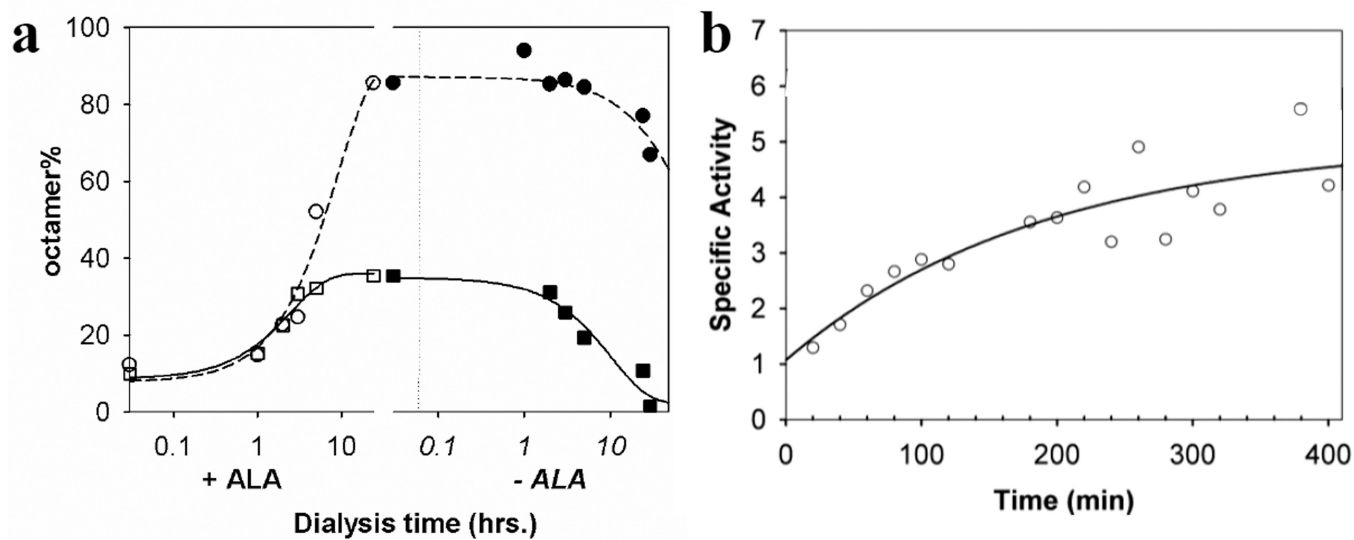 a
100
80
60
40
20
0
octamer%
0.1 1 10 0.1 1 10
+ ALA - ALA
Dialysis time (hrs.)
b
7
6
5
4
3
2
1
0
Specific Activity
0 100 200 300 400
Time (min)